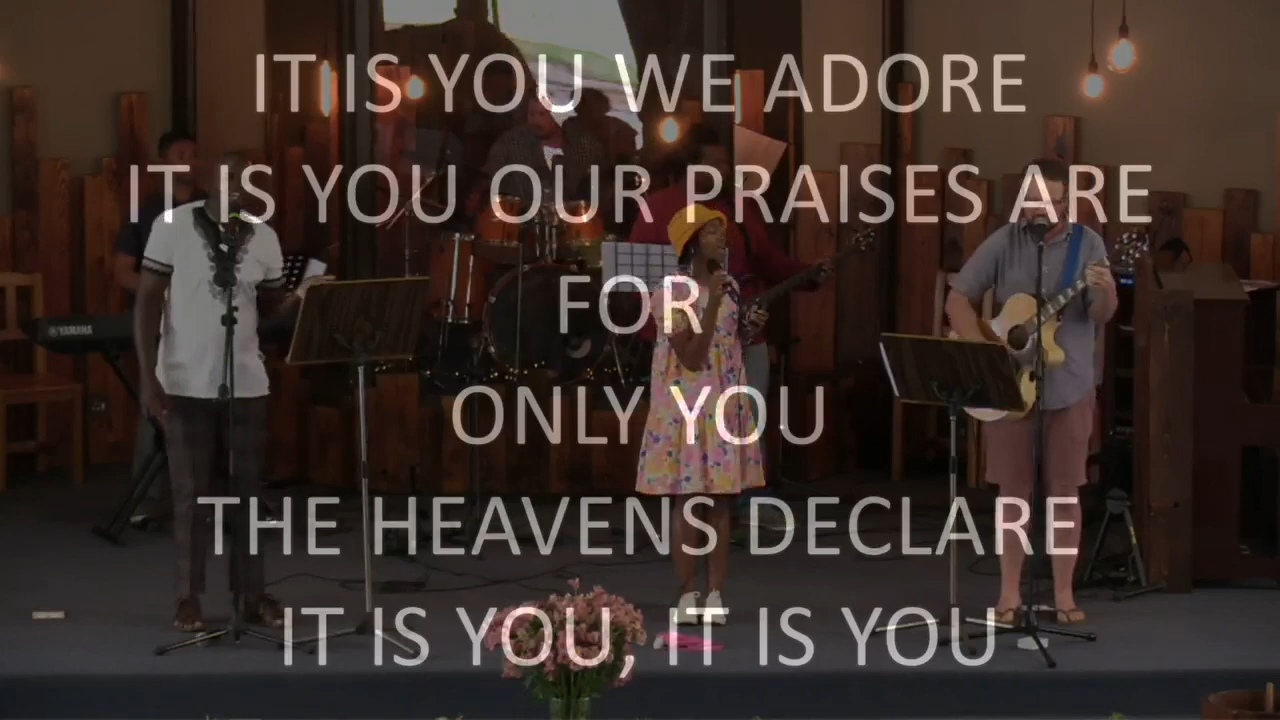 IT IS YOU WE ADORE
IT IS YOU OUR PRAISES ARE
FOR
ONLY YOU
THE HEAVENS DECLARE
IT IS YOU, IT IS YOU
YAMAHA